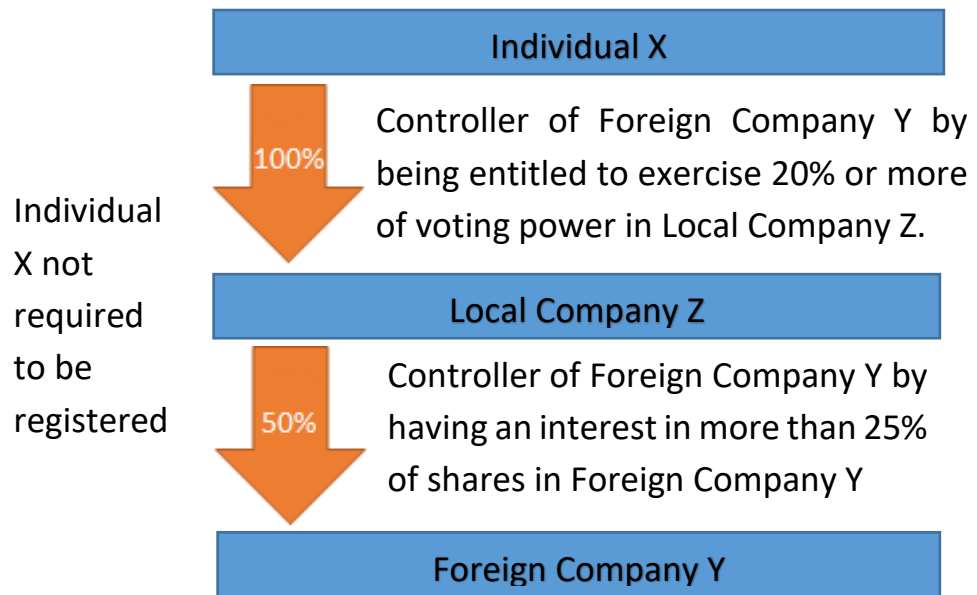 Individual X
100%
Controller of Foreign Company Y by
being entitled to exercise 20% or more
of voting power in Local Company Z.
Individual
X not
required
to be
registered
Local Company Z
50%
Controller of Foreign Company Y by
having an interest in more than 25%
of shares in Foreign Company Y
Foreign Company Y